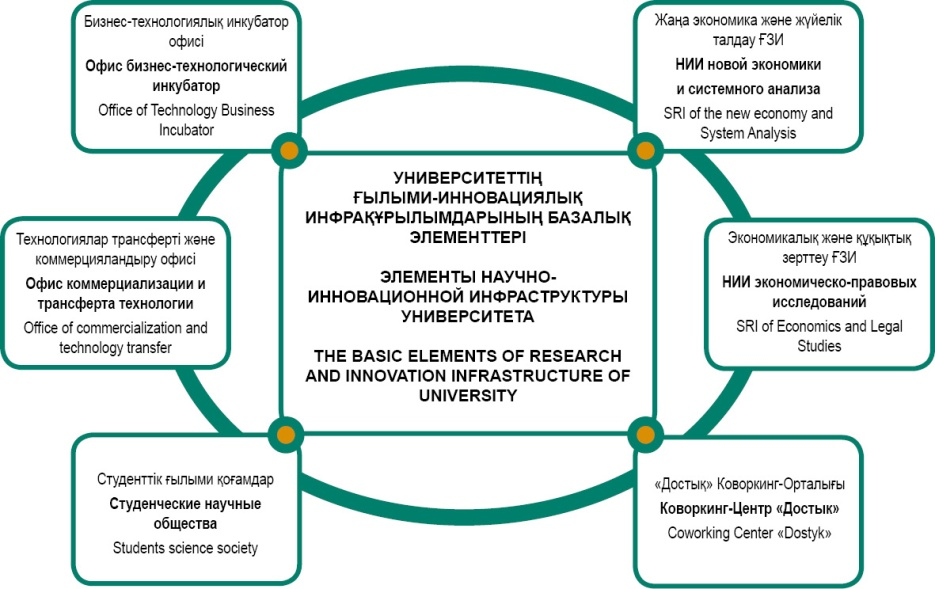 Бизнес-технологиялық инкубатор
офисі
Офис бизнес-технологический
инкубатор
Office of Technology Business
Incubator
Жаңа экономика және жүйелік
талдау ҒЗИ
НИИ новой экономики
и системного анализа
SRI of the new economy and
System Analysis
УНИВЕРСИТЕТТІҢ
ҒЫЛЫМИ-ИННОВАЦИЯЛЫҚ
ИНФРАҚҰРЫЛЫМДАРЫНЫҢ БАЗАЛЫҚ
ЭЛЕМЕНТТЕРІ
ЭЛЕМЕНТЫ НАУЧНО-
ИННОВАЦИОННОЙ ИНФРАСТРУКТУРЫ
УНИВЕРСИТЕТА
THE BASIC ELEMENTS OF RESEARCH
AND INNOVATION INFRASTRUCTURE OF
UNIVERSITY
Технологиялар трансферті және
коммерцияландыру офисі
Офис коммерциализации и
трансферта технологии
Office of commercialization and
technology transfer
Экономикалық және құқықтық
зерттеу ҒЗИ
НИИ экономическо-правовых
исследований
SRI of Economics and Legal
Studies
Студенттік ғылыми қоғамдар
Студенческие научные
общества
Students science society
«Достық» Коворкинг-Орталығы
Коворкинг-Центр «Достык»
Coworking Center «Dostyk»